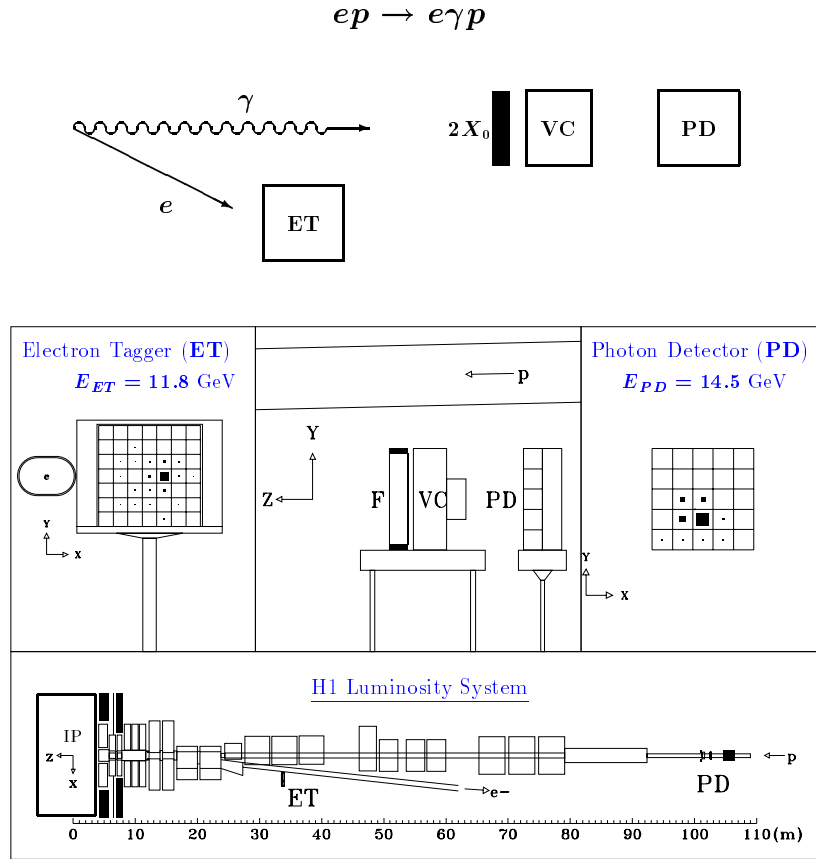 ep → eγp
γ
2X₀ VC PD
e
ET
Electron Tagger (ET)
E_ET = 11.8 GeV
e
Y
X
p
Y
Z
F VC PD
Photon Detector (PD)
E_PD = 14.5 GeV
Y
X
H1 Luminosity System
IP
Z
X
ET
e-
PD
p
0 10 20 30 40 50 60 70 80 90 100 110(m)